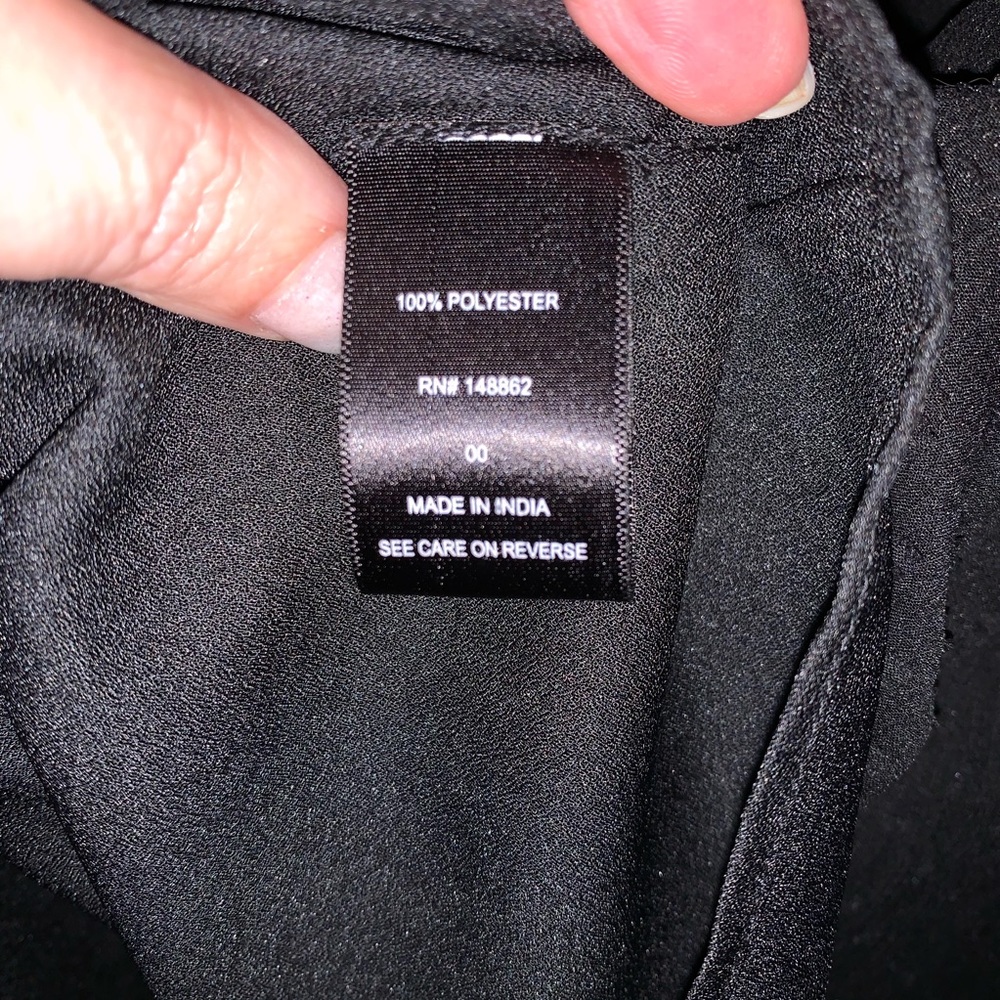 100% POLYESTER
RN# 148862
00
MADE IN INDIA
SEE CARE ON REVERSE